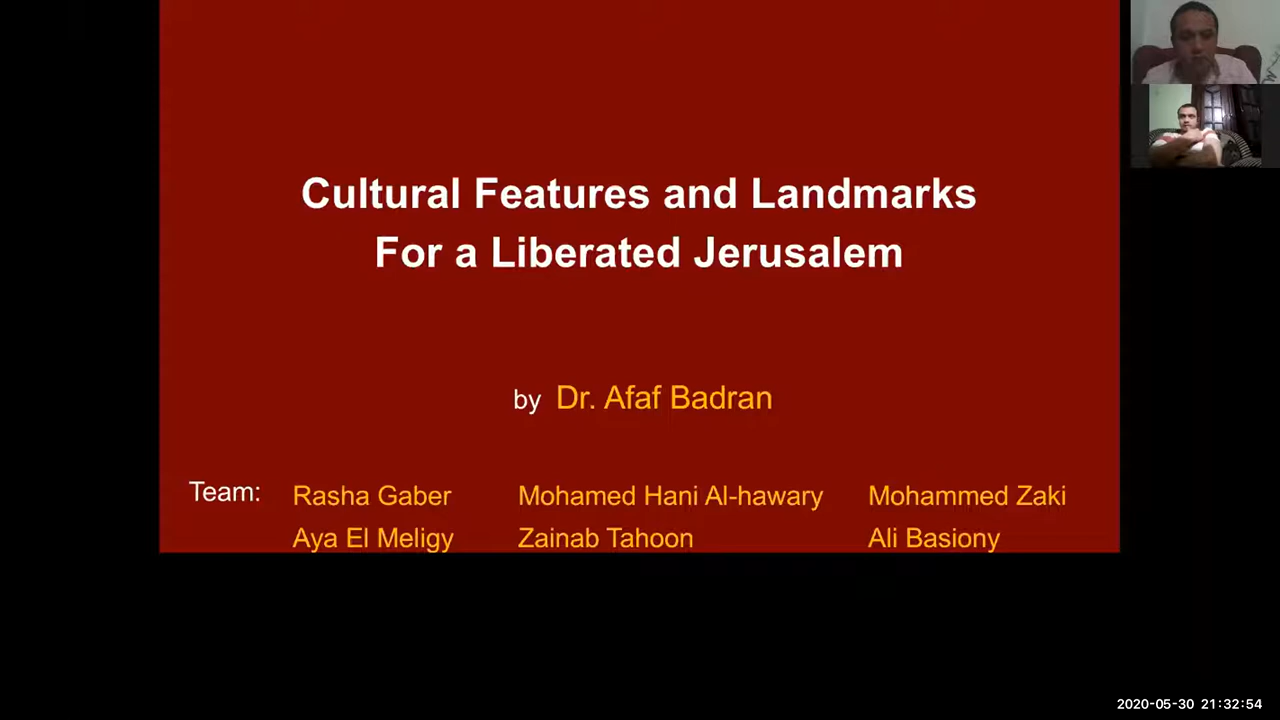 Cultural Features and Landmarks
For a Liberated Jerusalem
by Dr. Afaf Badran
Team: Rasha Gaber Mohamed Hani Al-hawary Mohammed Zaki
Aya El Meligy Zainab Tahoon Ali Basiony
2020-05-30 21:32:54